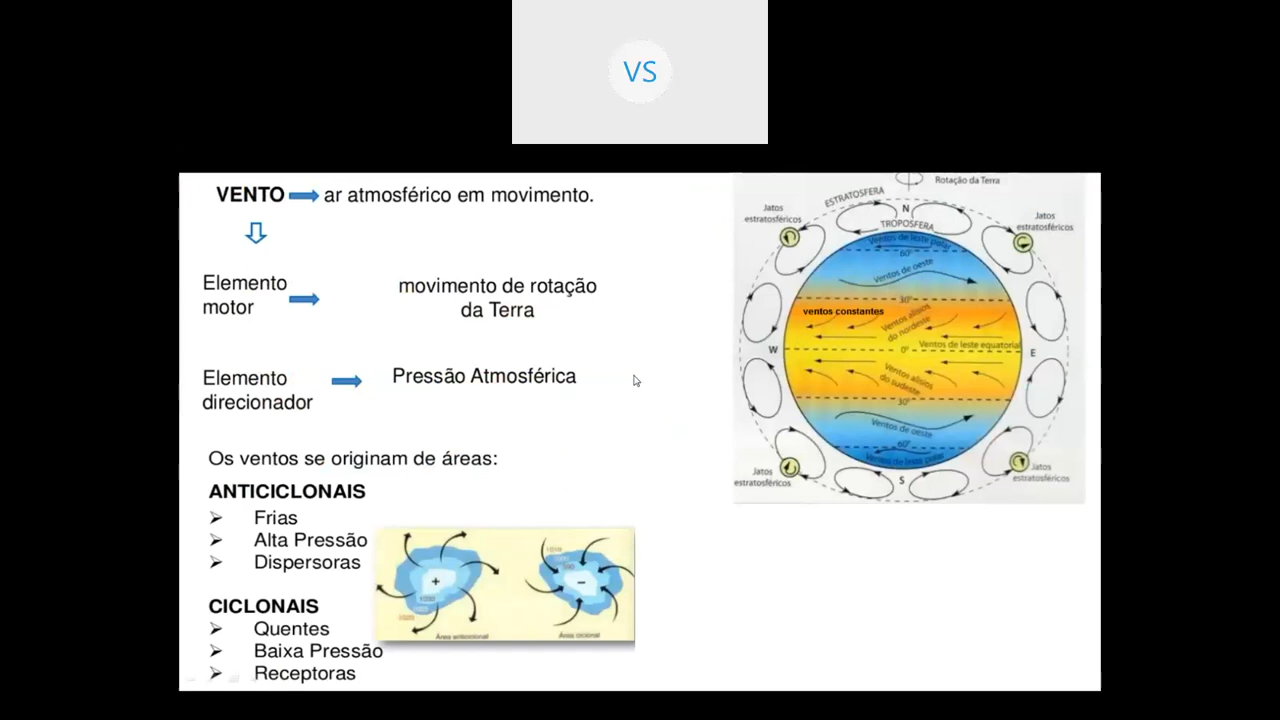 VS
VENTO ar atmosférico em movimento.
Elemento
motor
movimento de rotação
da Terra
Elemento
direcionador
Pressão Atmosférica
Os ventos se originam de áreas:
ANTICICLONAIS
Frias
Alta Pressão
Dispersoras
CICLONAIS
Quentes
Baixa Pressão
Receptoras
+
Área anticiclonal
−
Área ciclonal
Rotação da Terra
ESTRATOSFERA
N
TROPOSFERA
Jatos
estratosféricos
Jatos
estratosféricos
Ventos de leste polar
60°
Ventos de oeste
30°
ventos constantes
Ventos alísios
do nordeste
Ventos de leste equatorial
W
0°
E
Ventos alísios
do sudeste
30°
Ventos de oeste
60°
Ventos de leste polar
Jatos
estratosféricos
S
Jatos
estratosféricos